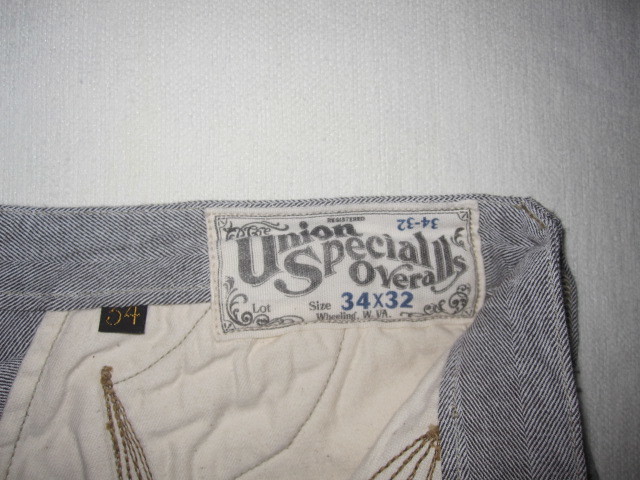 REGISTERED
34-32
Union
Special
Overalls
Lot Size 34X32
Wheeling, W. VA.
34